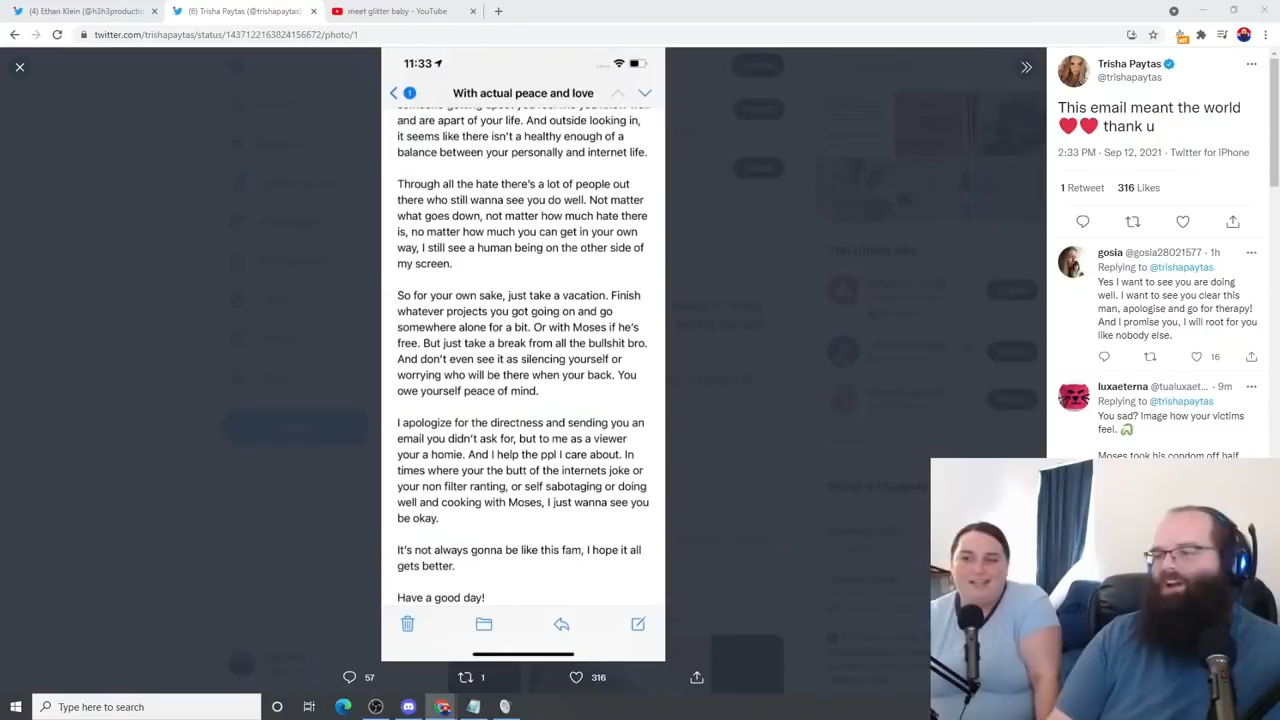 (4) Ethan Klein (@h3h3producti
(6) Trisha Paytas (@trishapaytas)
meet glitter baby - YouTube
twitter.com/trishapaytas/status/1437122163824156672/photo/1
11:33
With actual peace and love
and are apart of your life. And outside looking in,
it seems like there isn't a healthy enough of a
balance between your personally and internet life.
Through all the hate there's a lot of people out
there who still wanna see you do well. Not matter
what goes down, not matter how much hate there
is, no matter how much you can get in your own
way, I still see a human being on the other side of
my screen.
So for your own sake, just take a vacation. Finish
whatever projects you got going on and go
somewhere alone for a bit. Or with Moses if he's
free. But just take a break from all the bullshit bro.
And don't even see it as silencing yourself or
worrying who will be there when your back. You
owe yourself peace of mind.
I apologize for the directness and sending you an
email you didn't ask for, but to me as a viewer
your a homie. And I help the ppl I care about. In
times where your the butt of the internets joke or
your non filter ranting, or self sabotaging or doing
well and cooking with Moses, I just wanna see you
be okay.
It's not always gonna be like this fam, I hope it all
gets better.
Have a good day!
57
1
316
Trisha Paytas
@trishapaytas
This email meant the world
❤️❤️ thank u
2:33 PM · Sep 12, 2021 · Twitter for iPhone
1 Retweet 316 Likes
gosia @gosia28021577 · 1h
Replying to @trishapaytas
Yes I want to see you are doing
well. I want to see you clear this
man, apologise and go for therapy!
And I promise you, I will root for you
like nobody else.
16
luxaeterna @tualuxaet... · 9m
Replying to @trishapaytas
You sad? Image how your victims
feel.
Moses took his condom off half
Type here to search